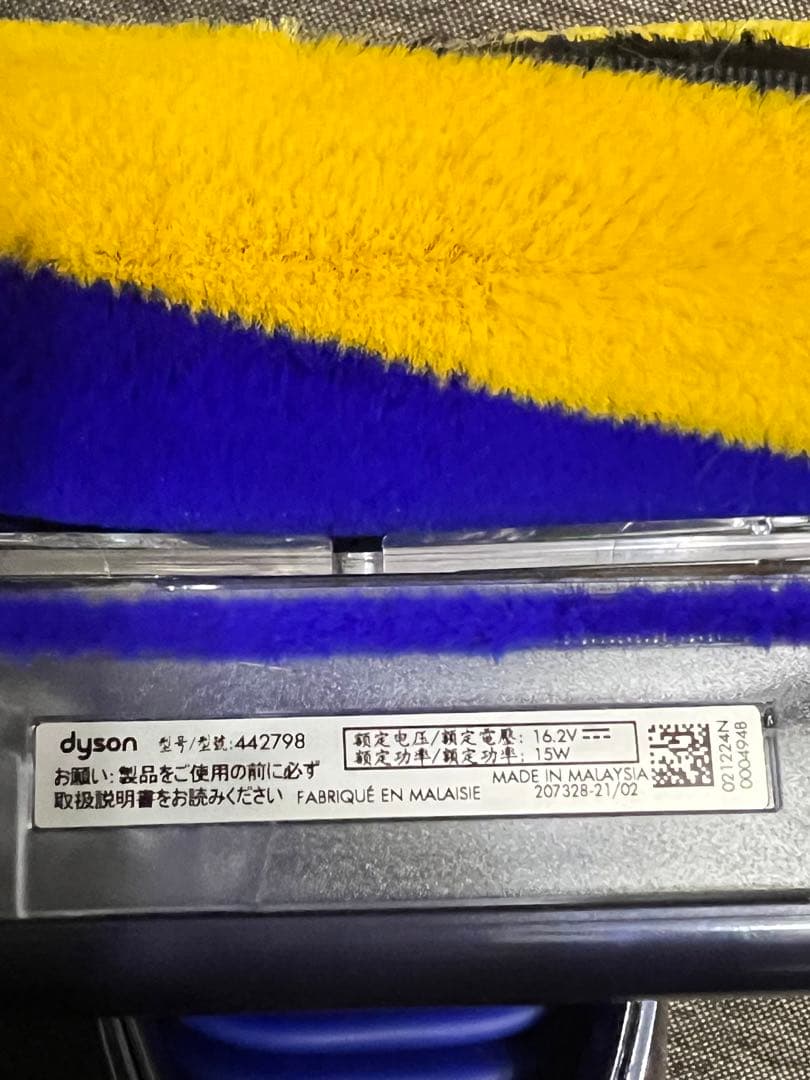 dyson 型号/型號:442798
お願い:製品をご使用の前に必ず
取扱説明書をお読みください FABRIQUÉ EN MALAISIE
额定电压/額定電壓: 16.2V
额定功率/額定功率: 15W
MADE IN MALAYSIA
207328-21/02
021224N
0004948